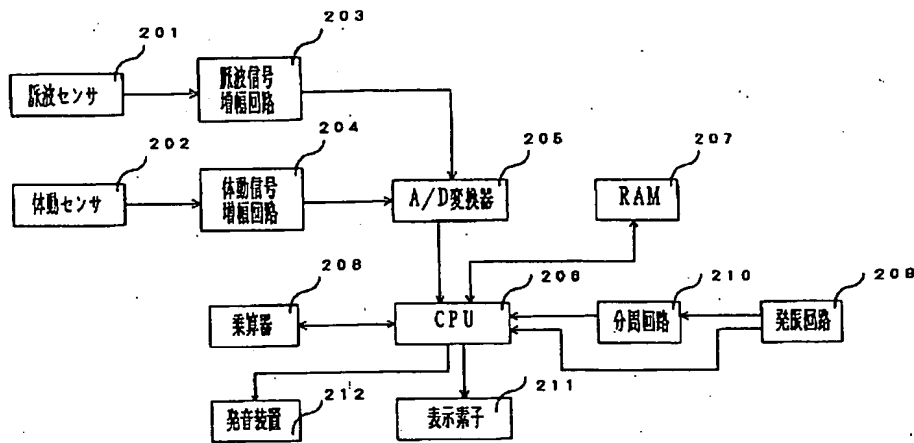 201
203
脈波センサ
脈波信号
増幅回路
202
204
体動センサ
体動信号
増幅回路
205
A/D変換器
207
RAM
208
乗算器
206
CPU
210
分周回路
209
発振回路
212
発音装置
211
表示素子